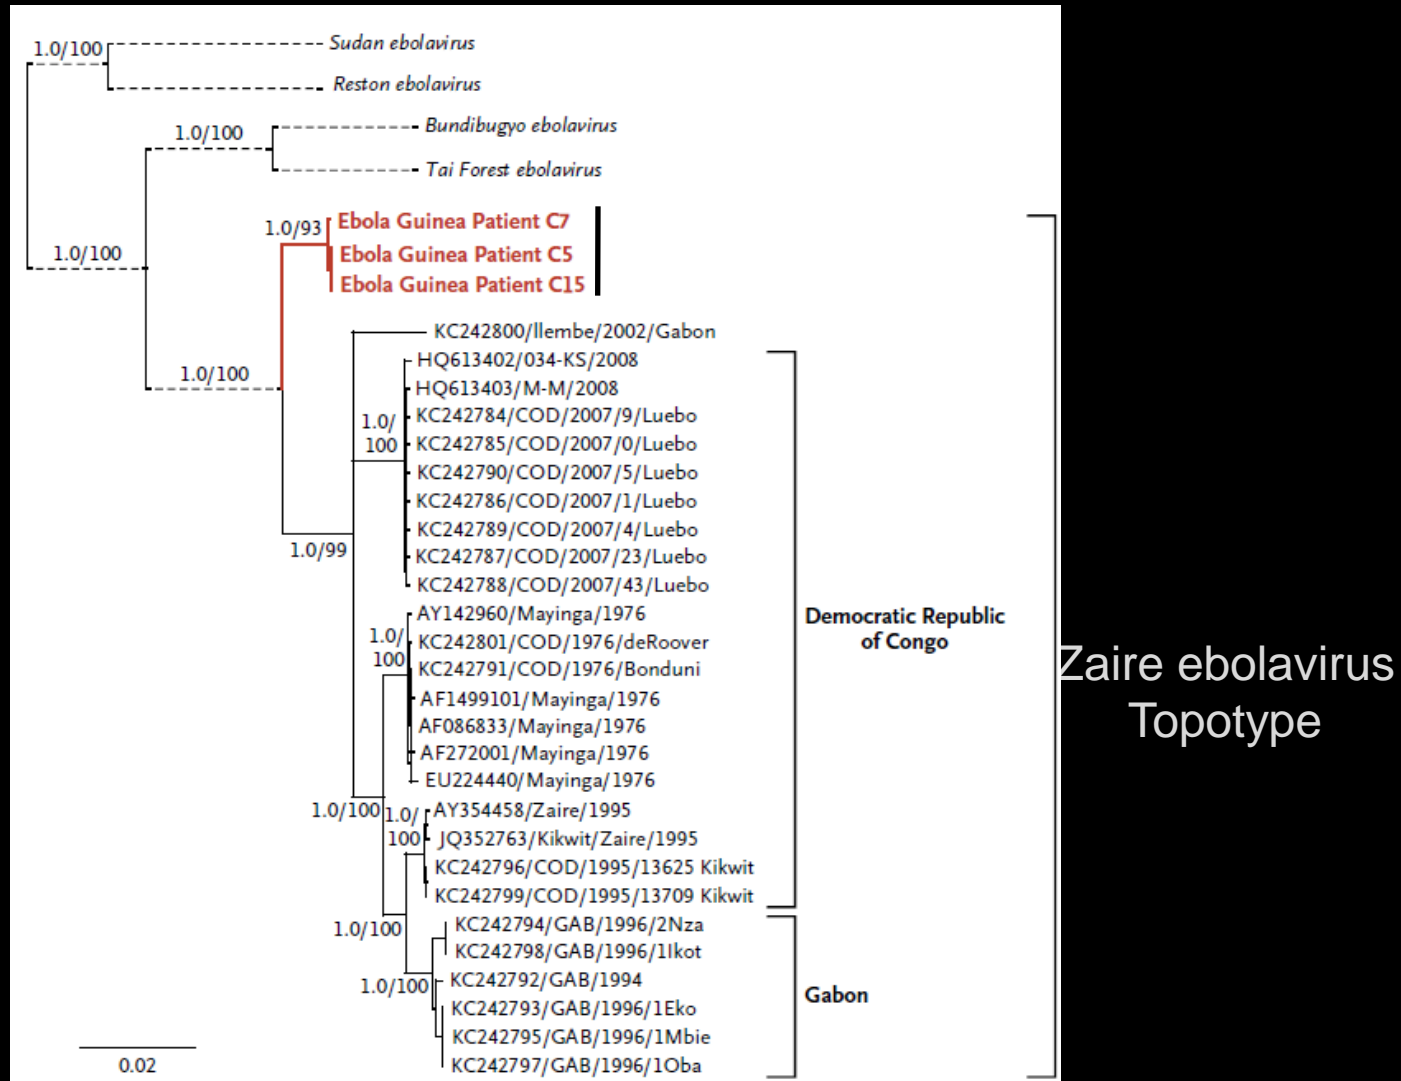 1.0/100
Sudan ebolavirus
Reston ebolavirus
1.0/100
Bundibugyo ebolavirus
Tai Forest ebolavirus
1.0/93
Ebola Guinea Patient C7
1.0/100
Ebola Guinea Patient C5
Ebola Guinea Patient C15
KC242800/Ilembe/2002/Gabon
HQ613402/034-KS/2008
1.0/100
HQ613403/M-M/2008
KC242784/COD/2007/9/Luebo
1.0/
100
KC242785/COD/2007/0/Luebo
KC242790/COD/2007/5/Luebo
KC242786/COD/2007/1/Luebo
KC242789/COD/2007/4/Luebo
1.0/99
KC242787/COD/2007/23/Luebo
KC242788/COD/2007/43/Luebo
AY142960/Mayinga/1976
1.0/
100
KC242801/COD/1976/deRoover
KC242791/COD/1976/Bonduni
AF1499101/Mayinga/1976
AF086833/Mayinga/1976
AF272001/Mayinga/1976
EU224440/Mayinga/1976
Democratic Republic
of Congo
Zaire ebolavirus
Topotype
1.0/100
1.0/
100
AY354458/Zaire/1995
JQ352763/Kikwit/Zaire/1995
KC242796/COD/1995/13625 Kikwit
KC242799/COD/1995/13709 Kikwit
1.0/100
KC242794/GAB/1996/2Nza
KC242798/GAB/1996/1Ikot
1.0/100
KC242792/GAB/1994
KC242793/GAB/1996/1Eko
KC242795/GAB/1996/1Mbie
KC242797/GAB/1996/1Oba
Gabon
0.02